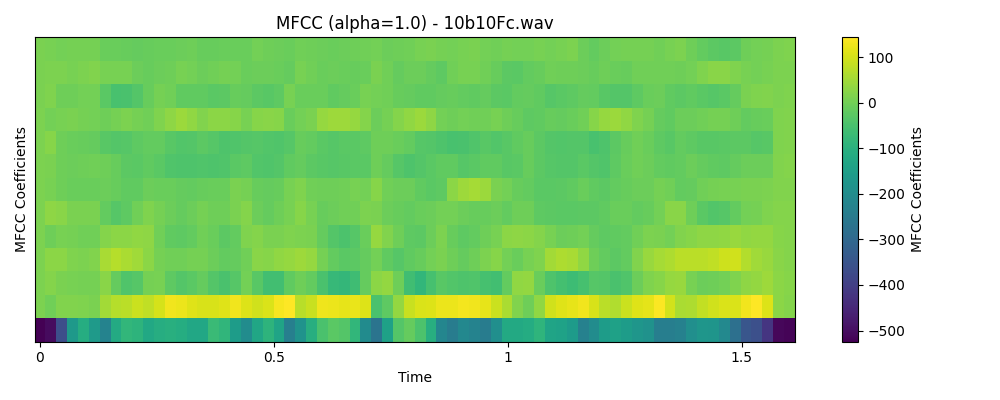 MFCC (alpha=1.0) - 10b10Fc.wav
MFCC Coefficients
0
0.5
1
1.5
Time
100
0
−100
−200
−300
−400
−500
MFCC Coefficients